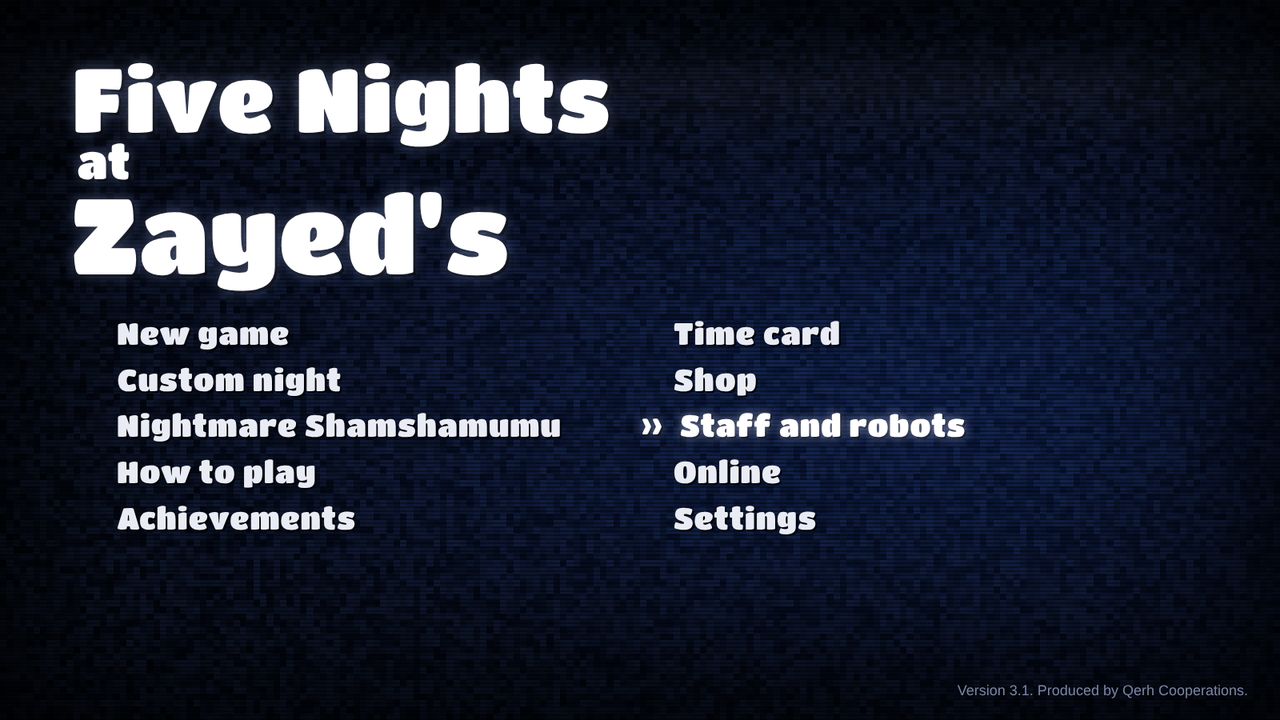 Five Nights
at
Zayed's
New game
Custom night
Nightmare Shamshamumu
How to play
Achievements
Time card
Shop
» Staff and robots
Online
Settings
Version 3.1. Produced by Qerh Cooperations.